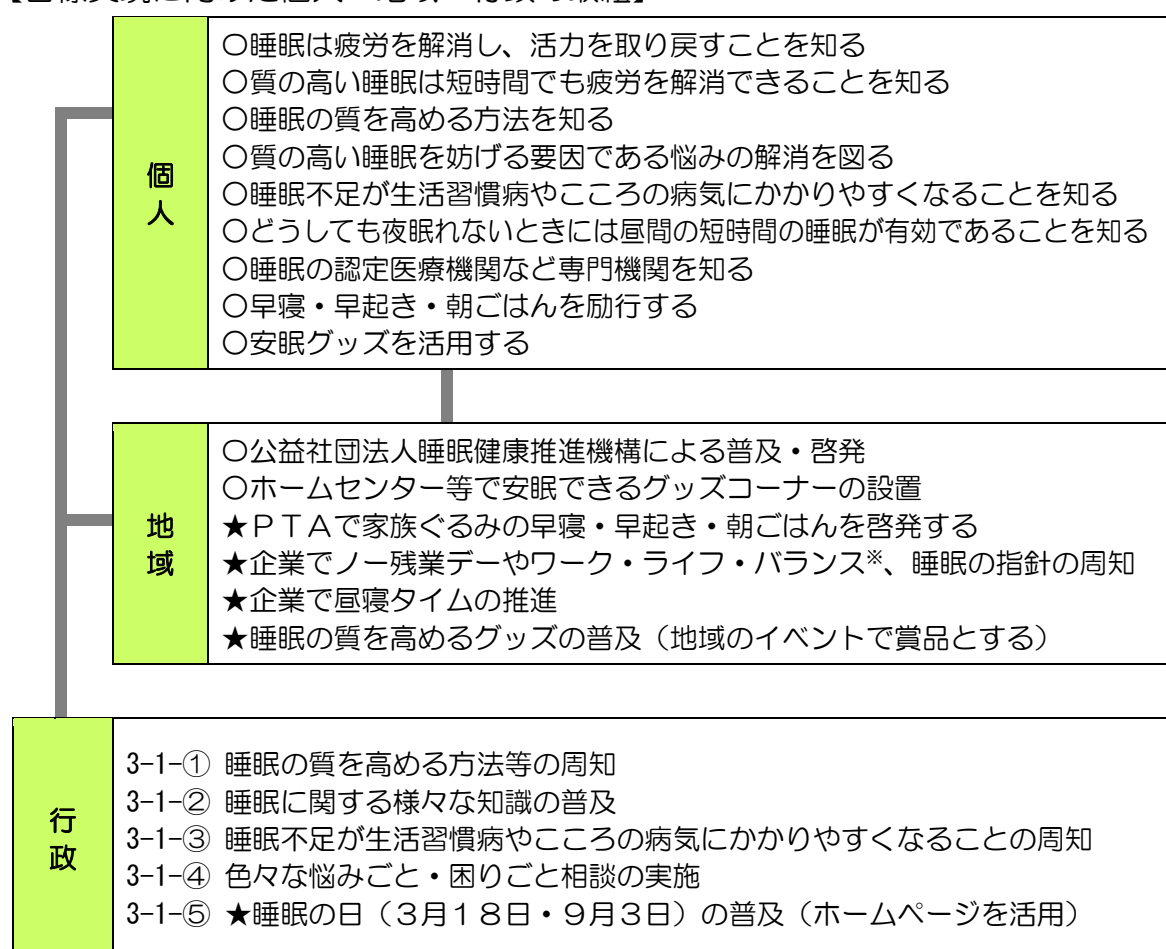 個人
〇睡眠は疲労を解消し、活力を取り戻すことを知る
〇質の高い睡眠は短時間でも疲労を解消できることを知る
〇睡眠の質を高める方法を知る
〇質の高い睡眠を妨げる要因である悩みの解消を図る
〇睡眠不足が生活習慣病やこころの病気にかかりやすくなることを知る
〇どうしても夜眠れないときには昼間の短時間の睡眠が有効であることを知る
〇睡眠の認定医療機関など専門機関を知る
〇早寝・早起き・朝ごはんを励行する
〇安眠グッズを活用する
地域
〇公益社団法人睡眠健康推進機構による普及・啓発
〇ホームセンター等で安眠できるグッズコーナーの設置
★ＰＴＡで家族ぐるみの早寝・早起き・朝ごはんを啓発する
★企業でノー残業デーやワーク・ライフ・バランス※、睡眠の指針の周知
★企業で昼寝タイムの推進
★睡眠の質を高めるグッズの普及（地域のイベントで賞品とする）
行政
3-1-① 睡眠の質を高める方法等の周知
3-1-② 睡眠に関する様々な知識の普及
3-1-③ 睡眠不足が生活習慣病やこころの病気にかかりやすくなることの周知
3-1-④ 色々な悩みごと・困りごと相談の実施
3-1-⑤ ★睡眠の日（３月１８日・９月３日）の普及（ホームページを活用）